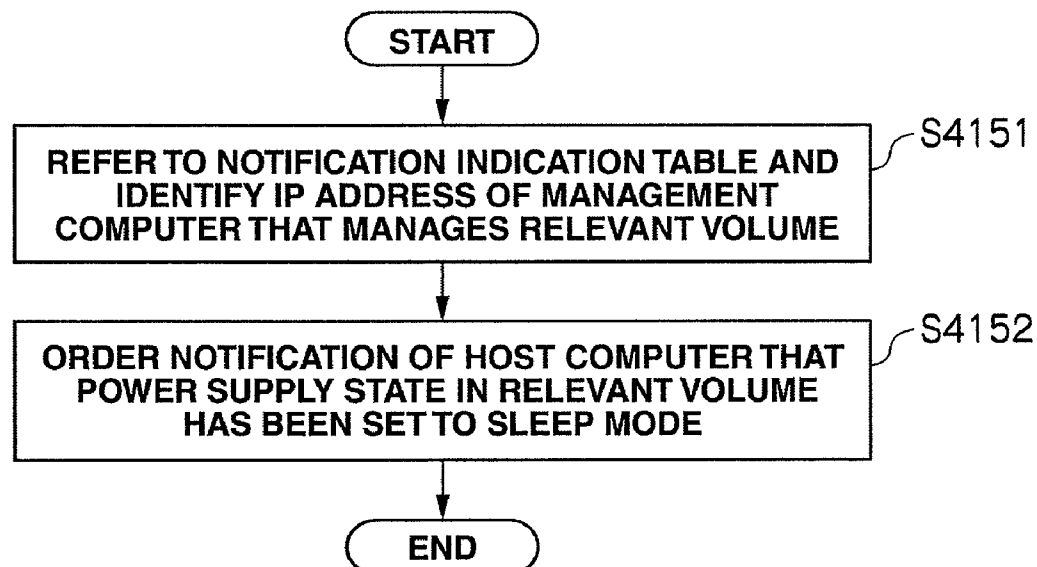 START
S4151
REFER TO NOTIFICATION INDICATION TABLE AND
IDENTIFY IP ADDRESS OF MANAGEMENT
COMPUTER THAT MANAGES RELEVANT VOLUME
S4152
ORDER NOTIFICATION OF HOST COMPUTER THAT
POWER SUPPLY STATE IN RELEVANT VOLUME
HAS BEEN SET TO SLEEP MODE
END